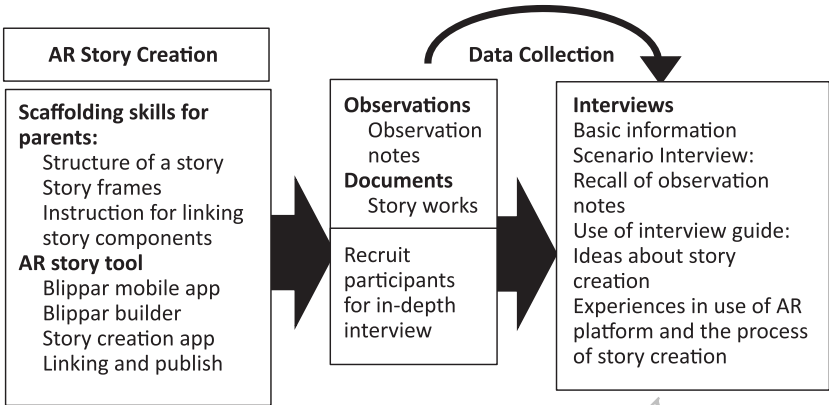 AR Story Creation
Scaffolding skills for
parents:
Structure of a story
Story frames
Instruction for linking
story components
AR story tool
Blippar mobile app
Blippar builder
Story creation app
Linking and publish
Data Collection
Observations
Observation
notes
Documents
Story works
Recruit
participants
for in-depth
interview
Interviews
Basic information
Scenario Interview:
Recall of observation
notes
Use of interview guide:
Ideas about story
creation
Experiences in use of AR
platform and the process
of story creation